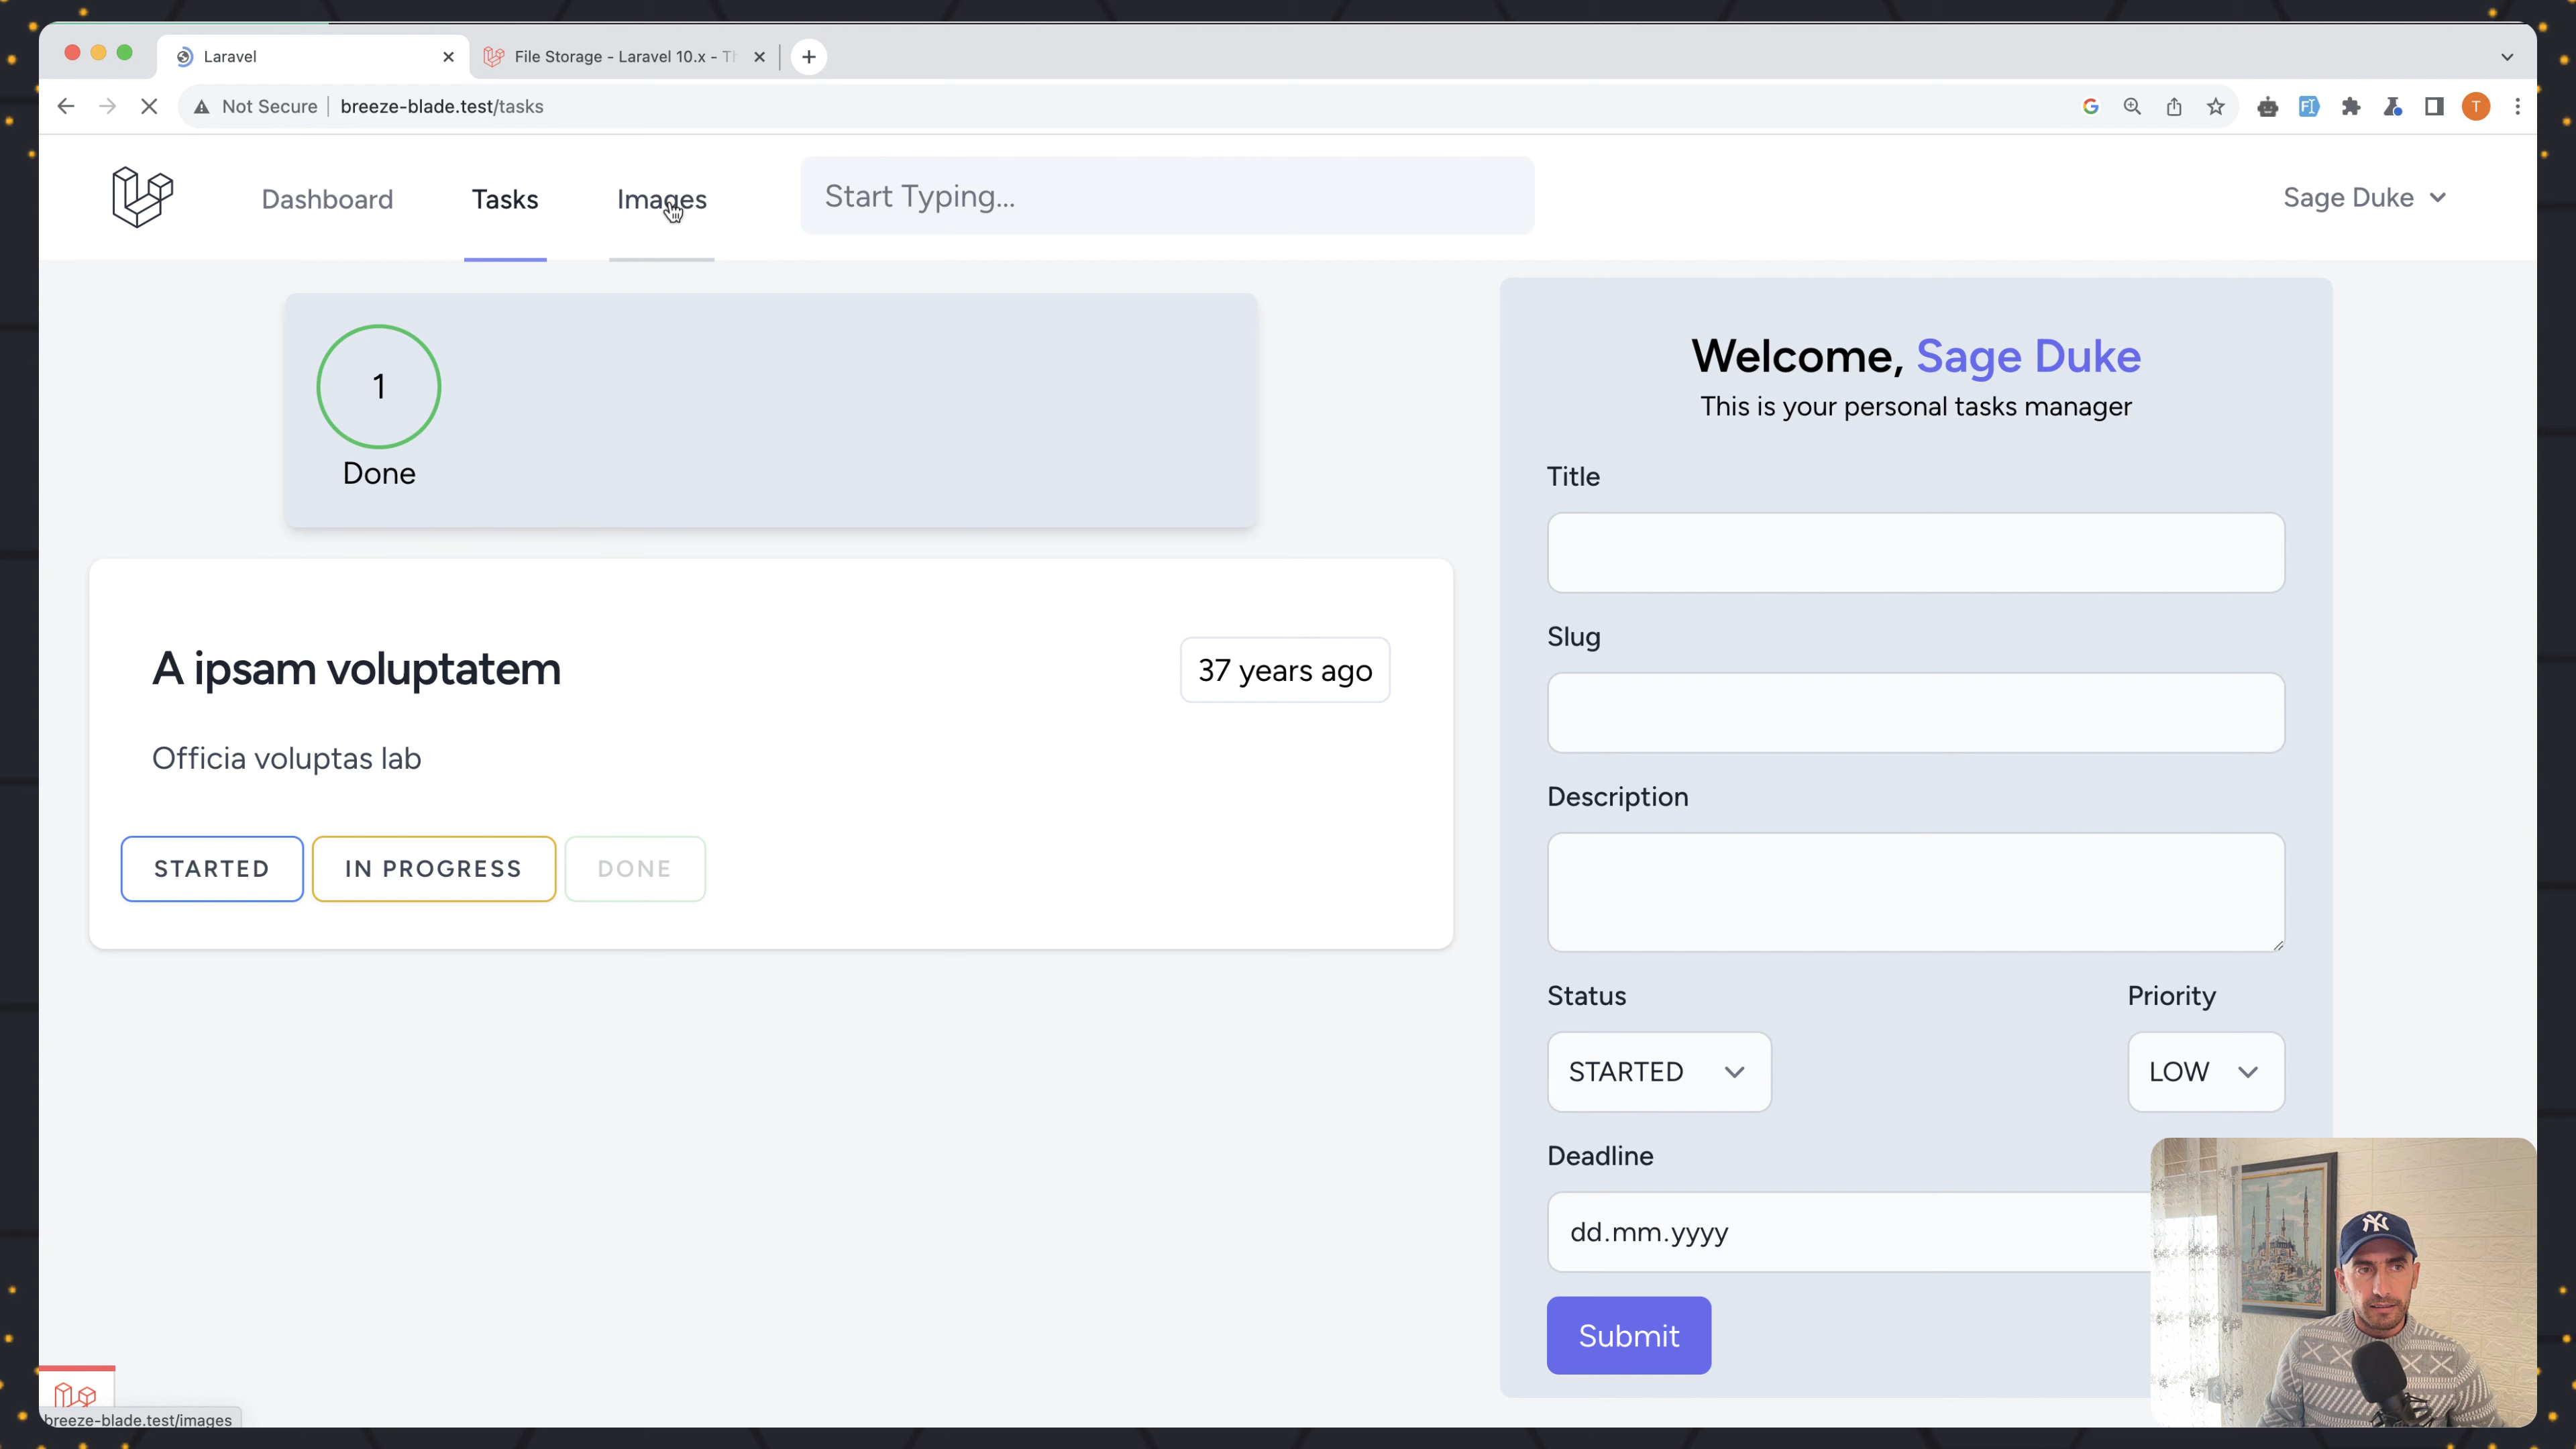 Laravel
File Storage - Laravel 10.x - Th
Not Secure
breeze-blade.test/tasks
T
Dashboard
Tasks
Images
Start Typing...
Sage Duke
1
Done
A ipsam voluptatem
37 years ago
Officia voluptas lab
STARTED
IN PROGRESS
DONE
Welcome, Sage Duke
This is your personal tasks manager
Title
Slug
Description
Status
Priority
STARTED
LOW
Deadline
dd.mm.yyyy
Submit
NY
breeze-blade.test/images